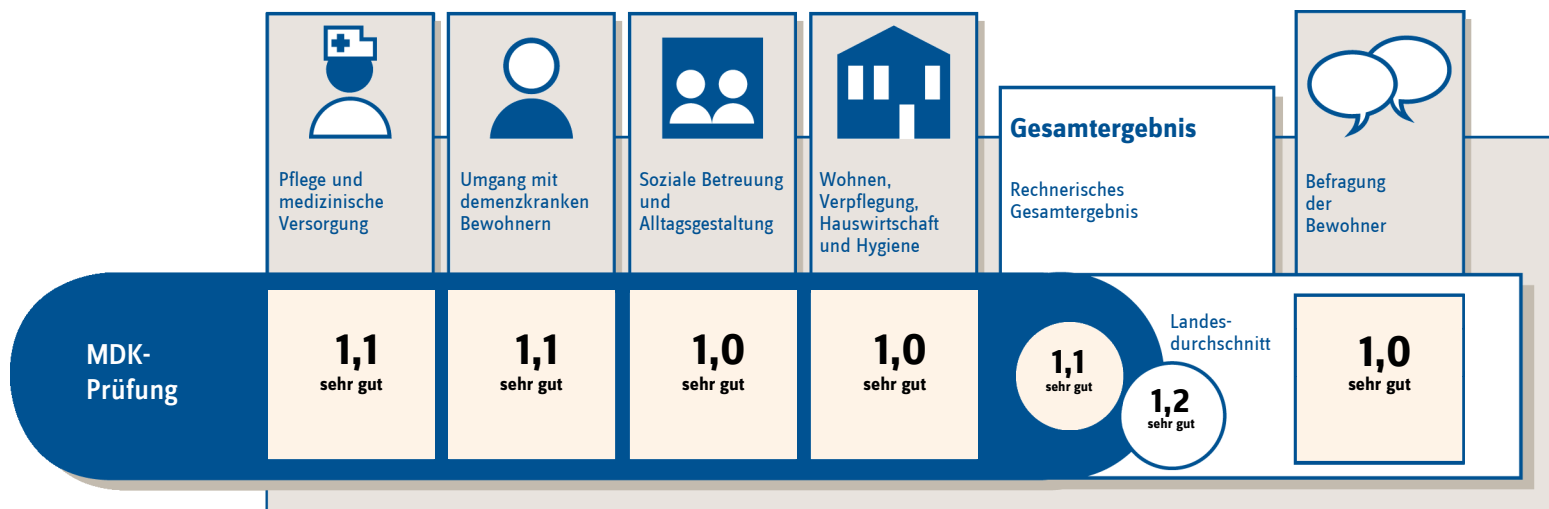 Pflege und
medizinische
Versorgung
Umgang mit
demenzkranken
Bewohnern
Soziale Betreuung
und
Alltagsgestaltung
Wohnen,
Verpflegung,
Hauswirtschaft
und Hygiene
Gesamtergebnis
Rechnerisches
Gesamtergebnis
Befragung
der
Bewohner
MDK-
Prüfung
1,1
sehr gut
1,1
sehr gut
1,0
sehr gut
1,0
sehr gut
1,1
sehr gut
Landes-
durchschnitt
1,2
sehr gut
1,0
sehr gut